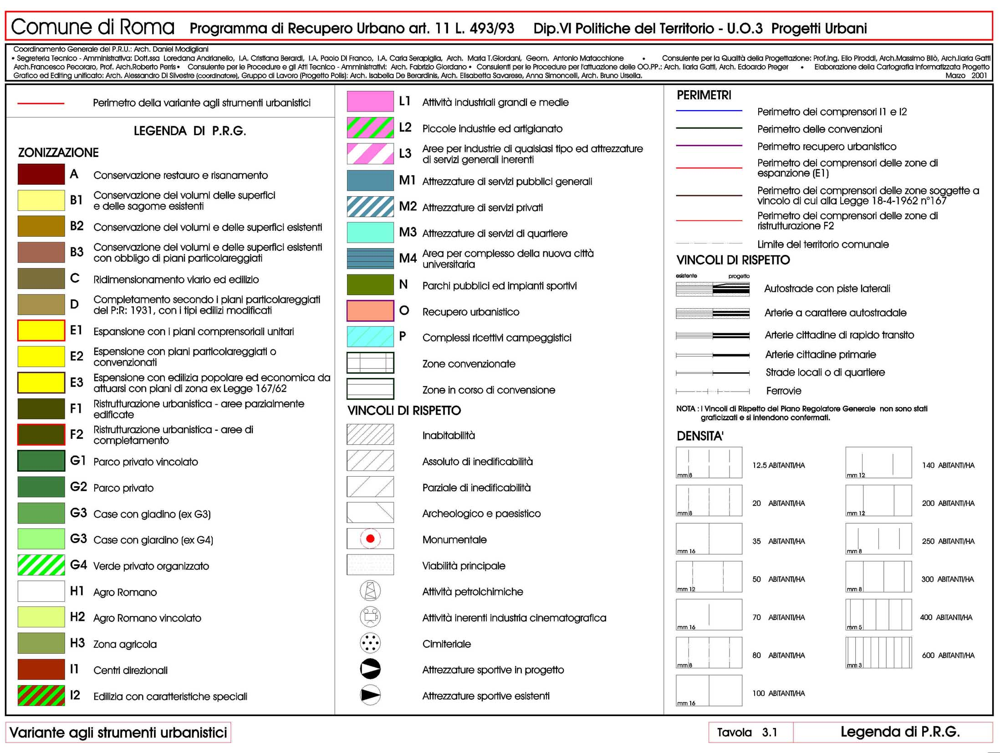 Comune di Roma Programma di Recupero Urbano art. 11 L. 493/93 Dip.VI Politiche del Territorio - U.O.3 Progetti Urbani
Coordinamento Generale del P.R.U.: Arch. Daniel Modigliani
• Segreteria Tecnico - Amministrativa: Dott.ssa Loredana Andrianello, I.A. Cristiana Berardi, I.A. Paolo Di Franco, I.A. Carla Serapiglia, Arch. Maria T.Giordani, Geom. Antonio Matacchione • Consulente per la Qualità della Progettazione: Prof.Ing. Elio Piroddi, Arch.Massimo Bilò, Arch.Ilaria Gatti
Arch.Francesco Pecoraro, Prof. Arch.Roberto Perris • Consulente per le Procedure e gli Atti Tecnico - Amministrativi: Arch. Fabrizio Giordano • Consulenti per le Procedure per l'attuazione delle OO.PP.: Arch. Ilaria Gatti, Arch. Edoardo Preger • Elaborazione della Cartografia Informatizzata Progetto
Grafico ed Editing unificato: Arch. Alessandro Di Silvestre (coordinatore), Gruppo di Lavoro (Progetto Polis): Arch. Isabella De Berardinis, Arch. Elisabetta Savarese, Anna Simoncelli, Arch. Bruno Ursella. Marzo 2001
Perimetro della variante agli strumenti urbanistici
LEGENDA DI P.R.G.
ZONIZZAZIONE
A Conservazione restauro e risanamento
B1 Conservazione dei volumi delle superfici
e delle sagome esistenti
B2 Conservazione dei volumi e delle superfici esistenti
B3 Conservazione dei volumi e delle superfici esistenti
con obbligo di piani particolareggiati
C Ridimensionamento viario ed edilizio
D Completamento secondo i piani particolareggiati
del P:R: 1931, con i tipi edilizi modificati
E1 Espansione con i piani comprensoriali unitari
E2 Espensione con piani particolareggiati o
convenzionati
E3 Espensione con edilizia popolare ed economica da
attuarsi con piani di zona ex Legge 167/62
F1 Ristrutturazione urbanistica - aree parzialmente
edificate
F2 Ristrutturazione urbanistica - aree di
completamento
G1 Parco privato vincolato
G2 Parco privato
G3 Case con giadino (ex G3)
G3 Case con giardino (ex G4)
G4 Verde privato organizzato
H1 Agro Romano
H2 Agro Romano vincolato
H3 Zona agricola
I1 Centri direzionali
I2 Edilizia con caratteristiche speciali
L1 Attività industriali grandi e medie
L2 Piccole industrie ed artigianato
L3 Aree per industrie di qualsiasi tipo ed attrezzature
di servizi generali inerenti
M1 Attrezzature di servizi pubblici generali
M2 Attrezzature di servizi privati
M3 Attrezzature di servizi di quartiere
M4 Area per complesso della nuova città
universitaria
N Parchi pubblici ed impianti sportivi
O Recupero urbanistico
P Complessi ricettivi campeggistici
Zone convenzionate
Zone in corso di convensione
VINCOLI DI RISPETTO
Inabitabilità
Assoluto di inedificabilità
Parziale di inedificabilità
Archeologico e paesistico
Monumentale
Viabilità principale
Attività petrolchimiche
Attività inerenti industria cinematografica
Cimiteriale
Attrezzature sportive in progetto
Attrezzature sportive esistenti
PERIMETRI
Perimetro dei comprensori I1 e I2
Perimetro delle convenzioni
Perimetro recupero urbanistico
Perimetro dei comprensori delle zone di
espanzione (E1)
Perimetro dei comprensori delle zone soggette a
vincolo di cui alla Legge 18-4-1962 n°167
Perimetro dei comprensori delle zone di
ristrutturazione F2
Limite del territorio comunale
VINCOLI DI RISPETTO
esistente progetto
Autostrade con piste laterali
Arterie a carattere autostradale
Arterie cittadine di rapido transito
Arterie cittadine primarie
Strade locali o di quartiere
Ferrovie
NOTA : I Vincoli di Rispetto del Piano Regolatore Generale non sono stati
graficizzati e si intendono confermati.
DENSITA'
mm 8 12.5 ABITANTI/HA
mm 8 20 ABITANTI/HA
mm 16 35 ABITANTI/HA
mm 12 50 ABITANTI/HA
mm 16 70 ABITANTI/HA
mm 8 80 ABITANTI/HA
mm 16 100 ABITANTI/HA
mm 12 140 ABITANTI/HA
mm 12 200 ABITANTI/HA
mm 8 250 ABITANTI/HA
mm 8 300 ABITANTI/HA
mm 5 400 ABITANTI/HA
mm 3 600 ABITANTI/HA
Variante agli strumenti urbanistici
Tavola 3.1 Legenda di P.R.G.